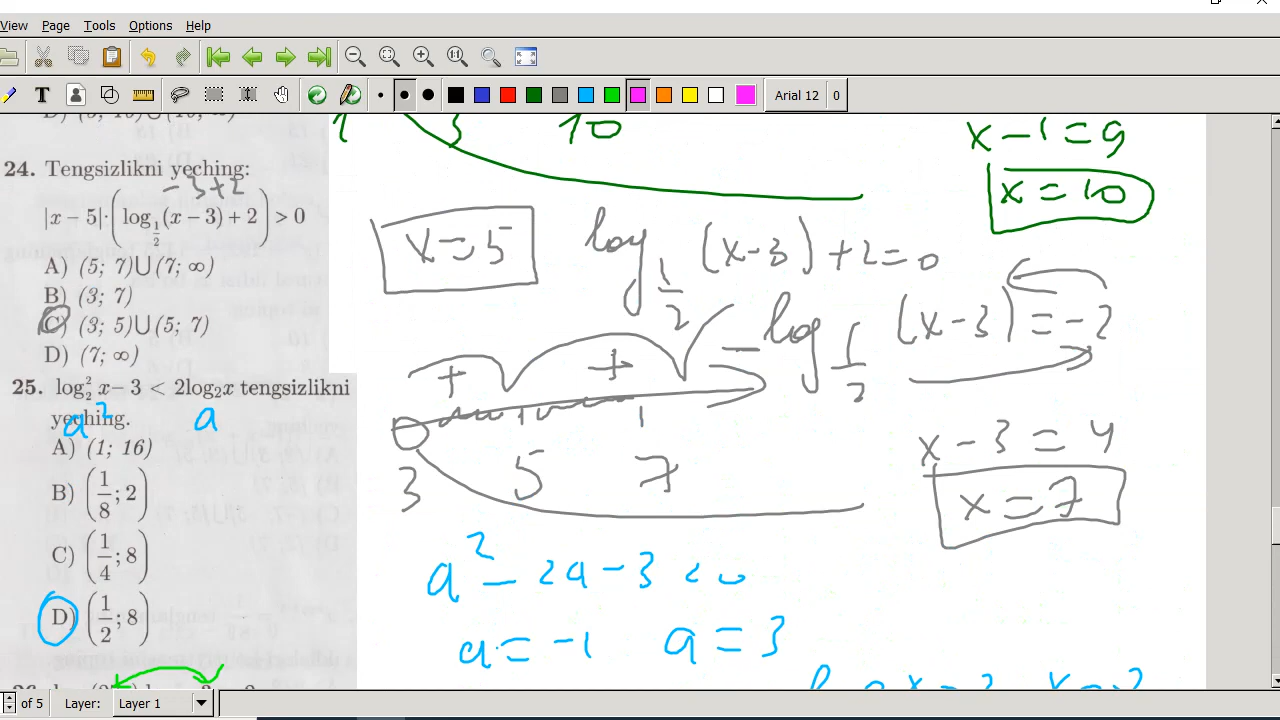 View Page Tools Options Help
Arial 12 0
24. Tengsizlikni yeching:
-3+2
|x − 5|·(log_{1/2}(x − 3) + 2) > 0
A) (5; 7)∪(7; ∞)
B) (3; 7)
C) (3; 5)∪(5; 7)
D) (7; ∞)
25. log₂² x − 3 < 2log₂x tengsizlikni
yeching.
a² a
A) (1; 16)
B) (1/8; 2)
C) (1/4; 8)
D) (1/2; 8)
1 3 10
x-1=9
x=10
x=5
log_{1/2} (x-3)+2=0
log_{1/2} (x-3)=-2
+ + −
3 5 7
x-3=4
x=7
a²-2a-3<0
a=-1 a=3
of 5 Layer: Layer 1